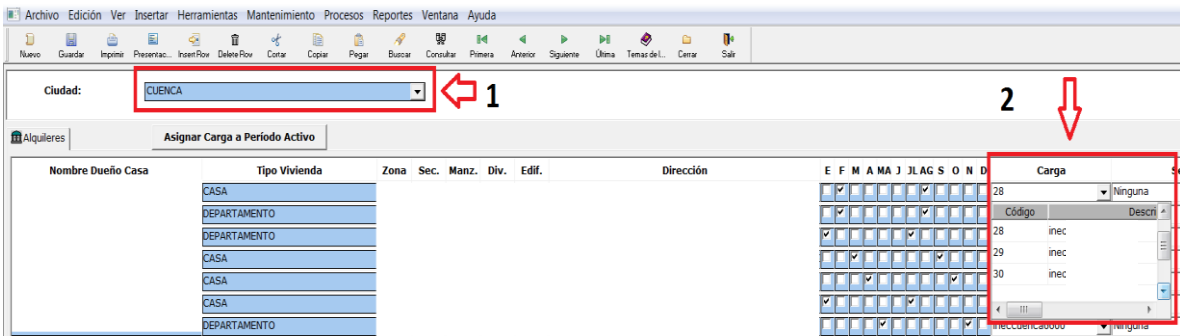 Archivo Edición Ver Insertar Herramientas Mantenimiento Procesos Reportes Ventana Ayuda
Nuevo Guardar Imprimir Presentac... InsertRow DeleteRow Cortar Copiar Pegar Buscar Consultar Primera Anterior Siguiente Última Temas de l... Cerrar Salir
Ciudad: CUENCA 1 2
Alquileres Asignar Carga a Período Activo
Nombre Dueño Casa Tipo Vivienda Zona Sec. Manz. Div. Edif. Dirección E F M A MA J JL AG S O N D Carga
CASA 28 Ninguna
DEPARTAMENTO Código Descri
DEPARTAMENTO 28 inec
CASA 29 inec
CASA 30 inec
CASA
DEPARTAMENTO Ninguna